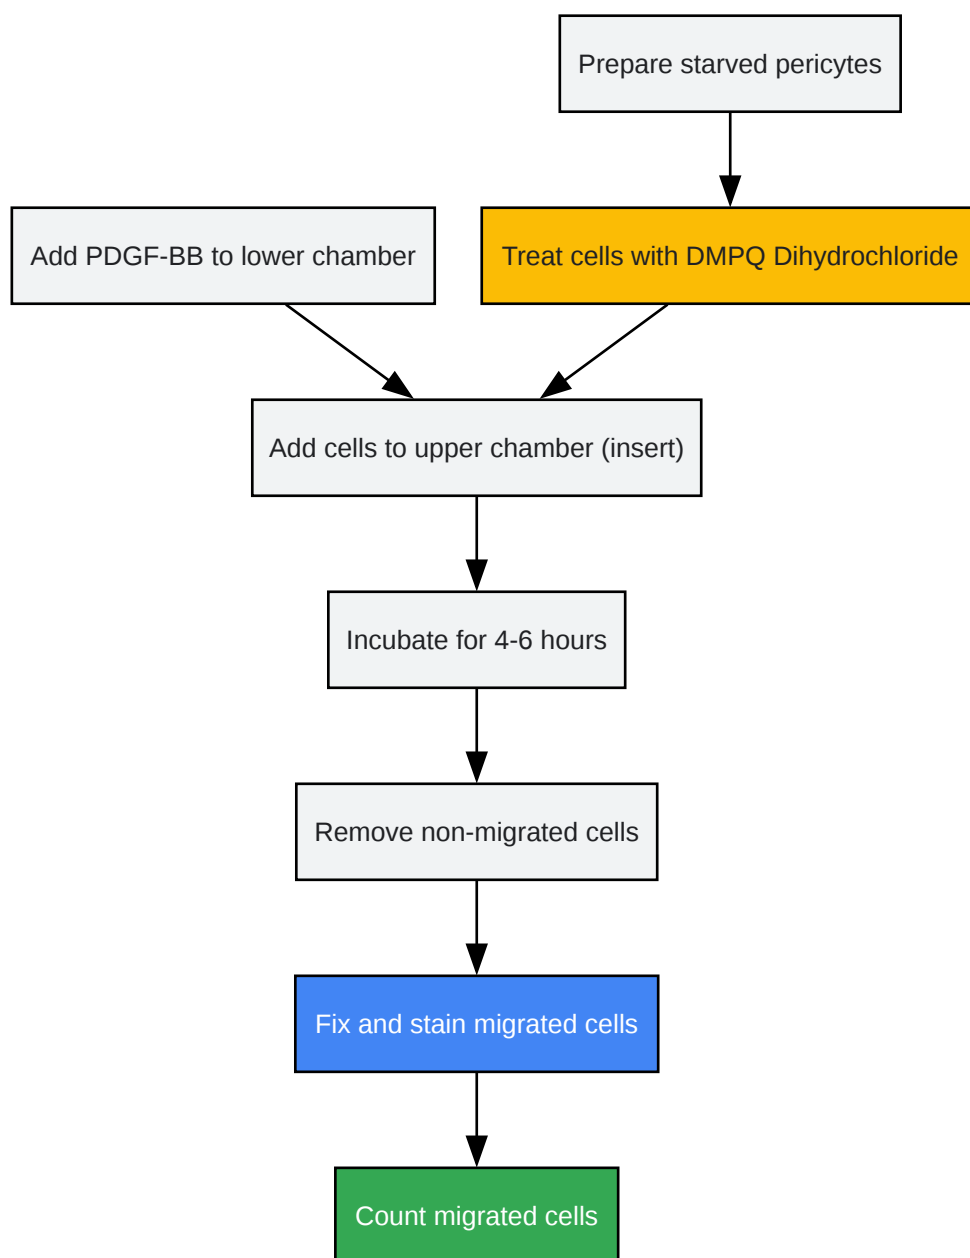 Prepare starved pericytes
Add PDGF-BB to lower chamber
Treat cells with DMPQ Dihydrochloride
Add cells to upper chamber (insert)
Incubate for 4-6 hours
Remove non-migrated cells
Fix and stain migrated cells
Count migrated cells